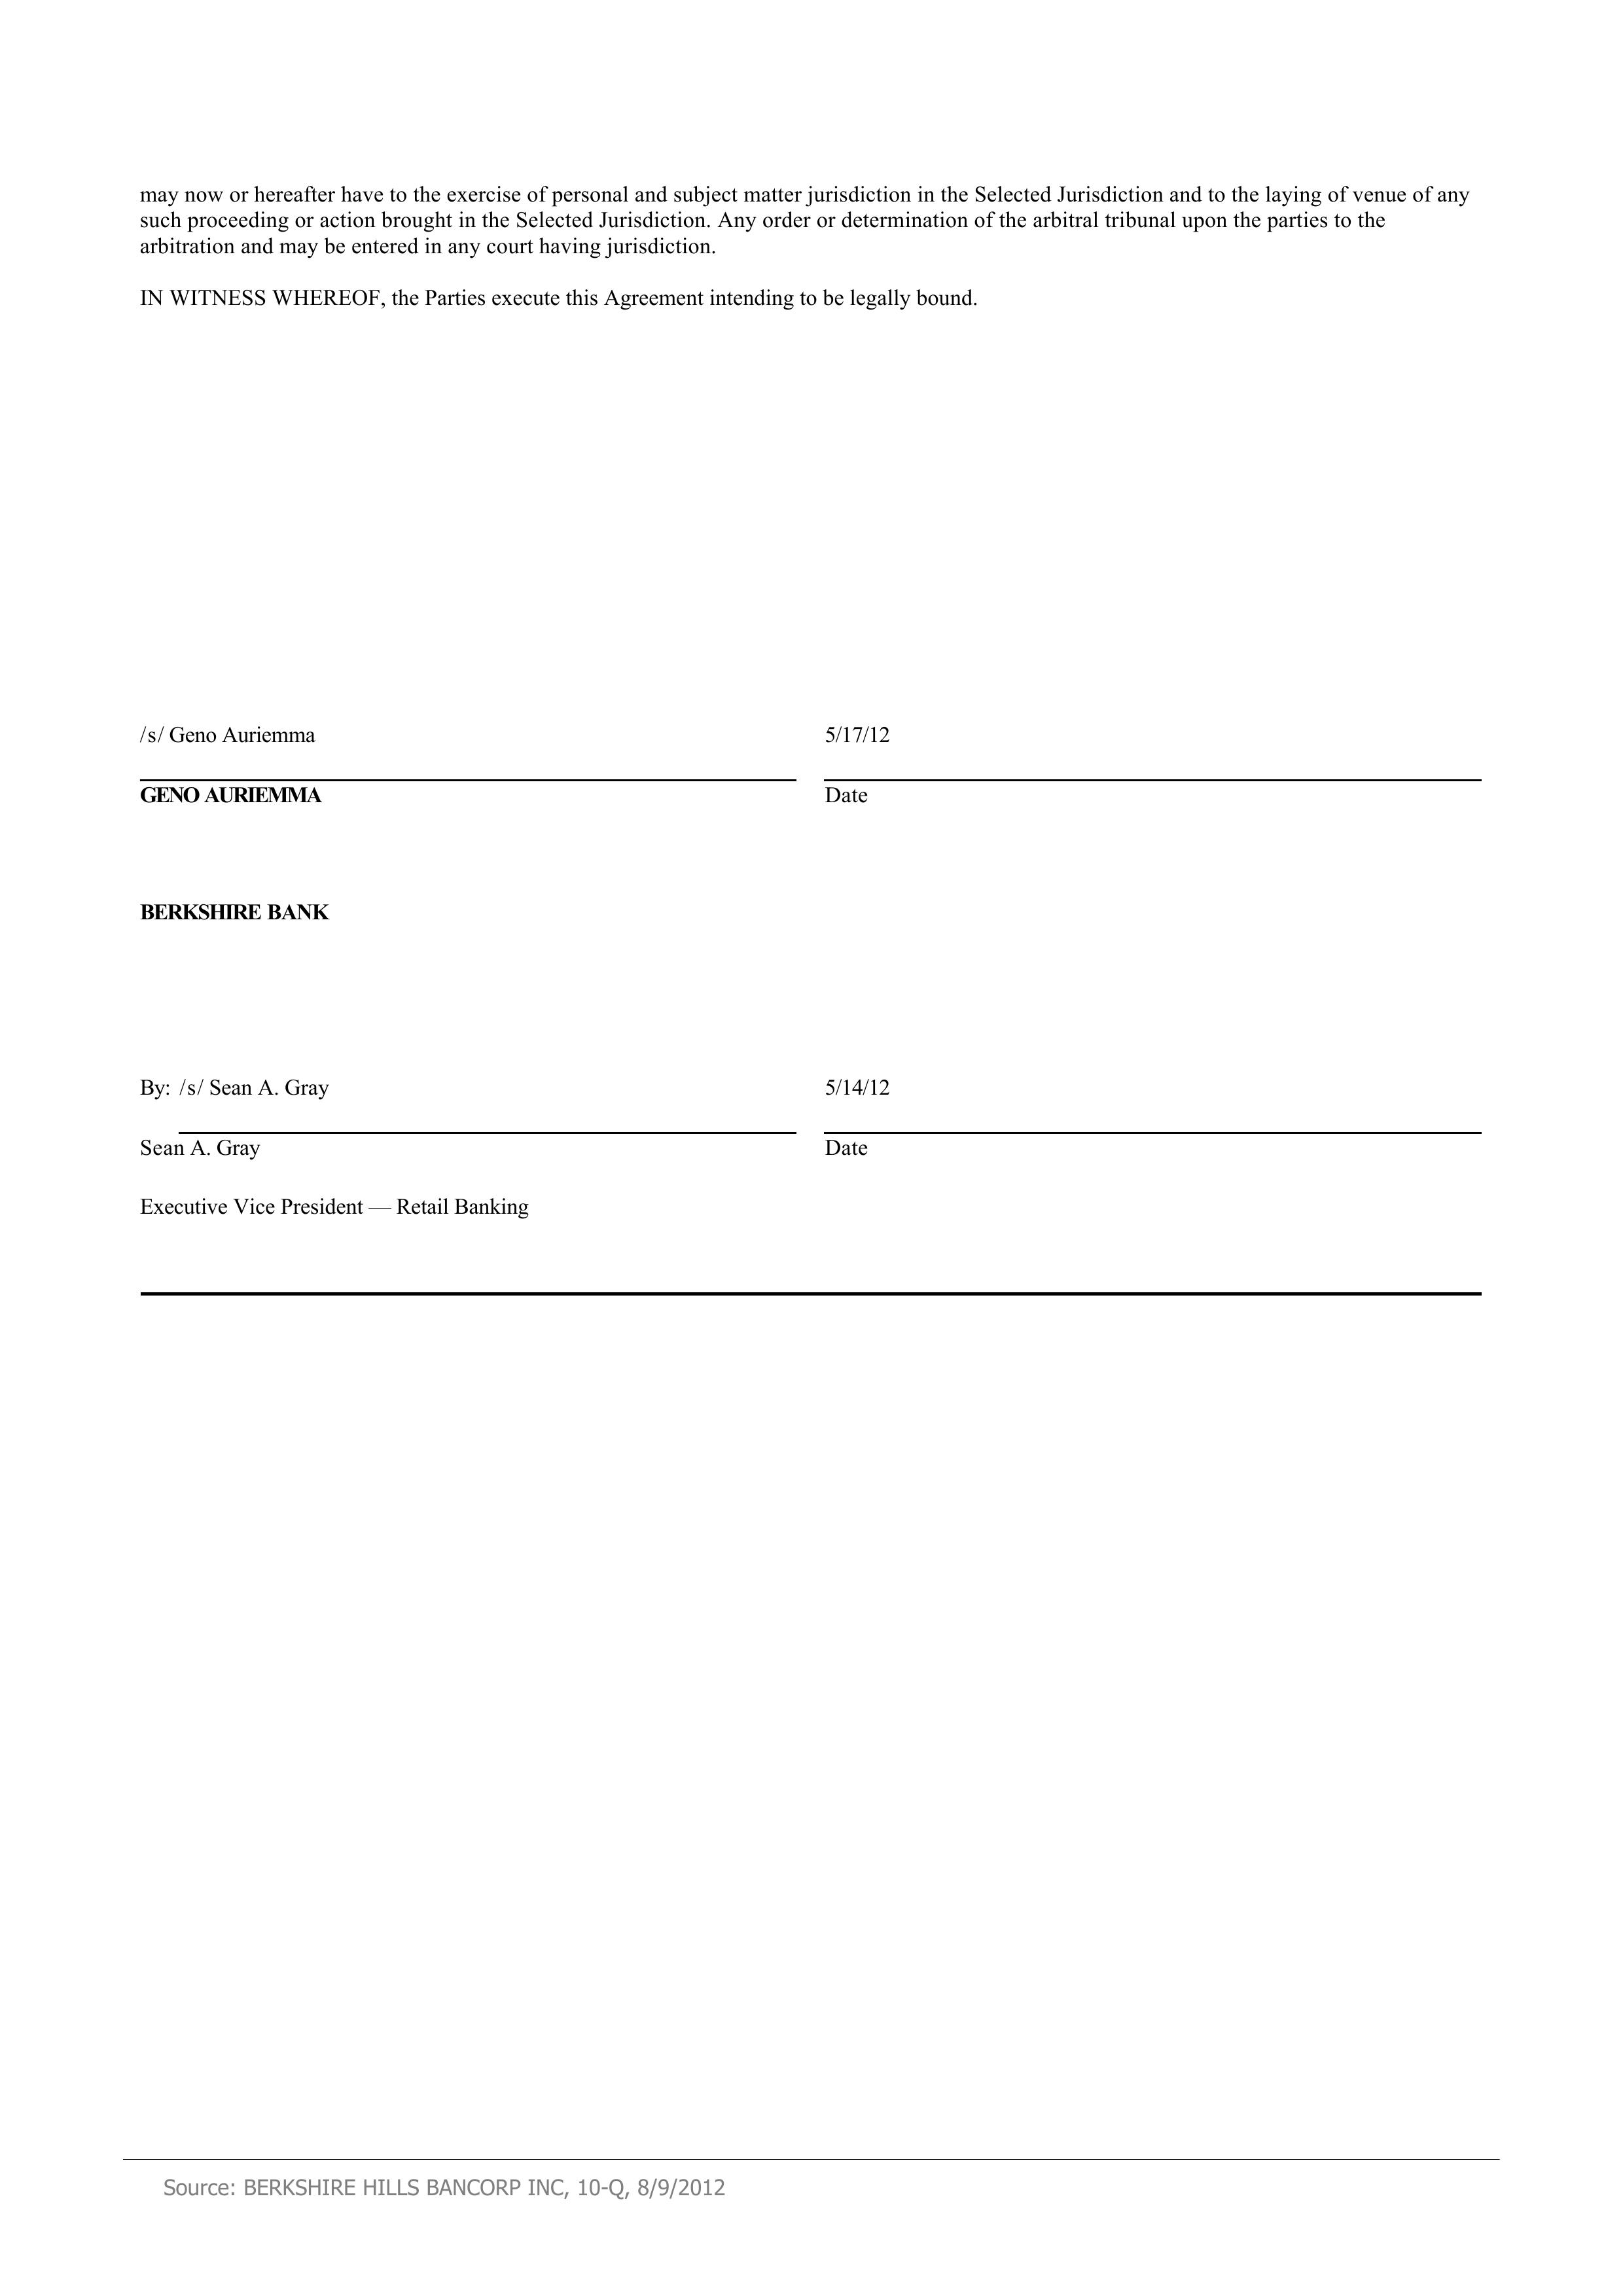 may now or hereafter have to the exercise of personal and subject matter jurisdiction in the Selected Jurisdiction and to the laying of venue of any
such proceeding or action brought in the Selected Jurisdiction. Any order or determination of the arbitral tribunal upon the parties to the
arbitration and may be entered in any court having jurisdiction.
IN WITNESS WHEREOF, the Parties execute this Agreement intending to be legally bound.
/s/ Geno Auriemma 5/17/12
GENO AURIEMMA Date
BERKSHIRE BANK
By: /s/ Sean A. Gray 5/14/12
Sean A. Gray Date
Executive Vice President — Retail Banking
Source: BERKSHIRE HILLS BANCORP INC, 10-Q, 8/9/2012